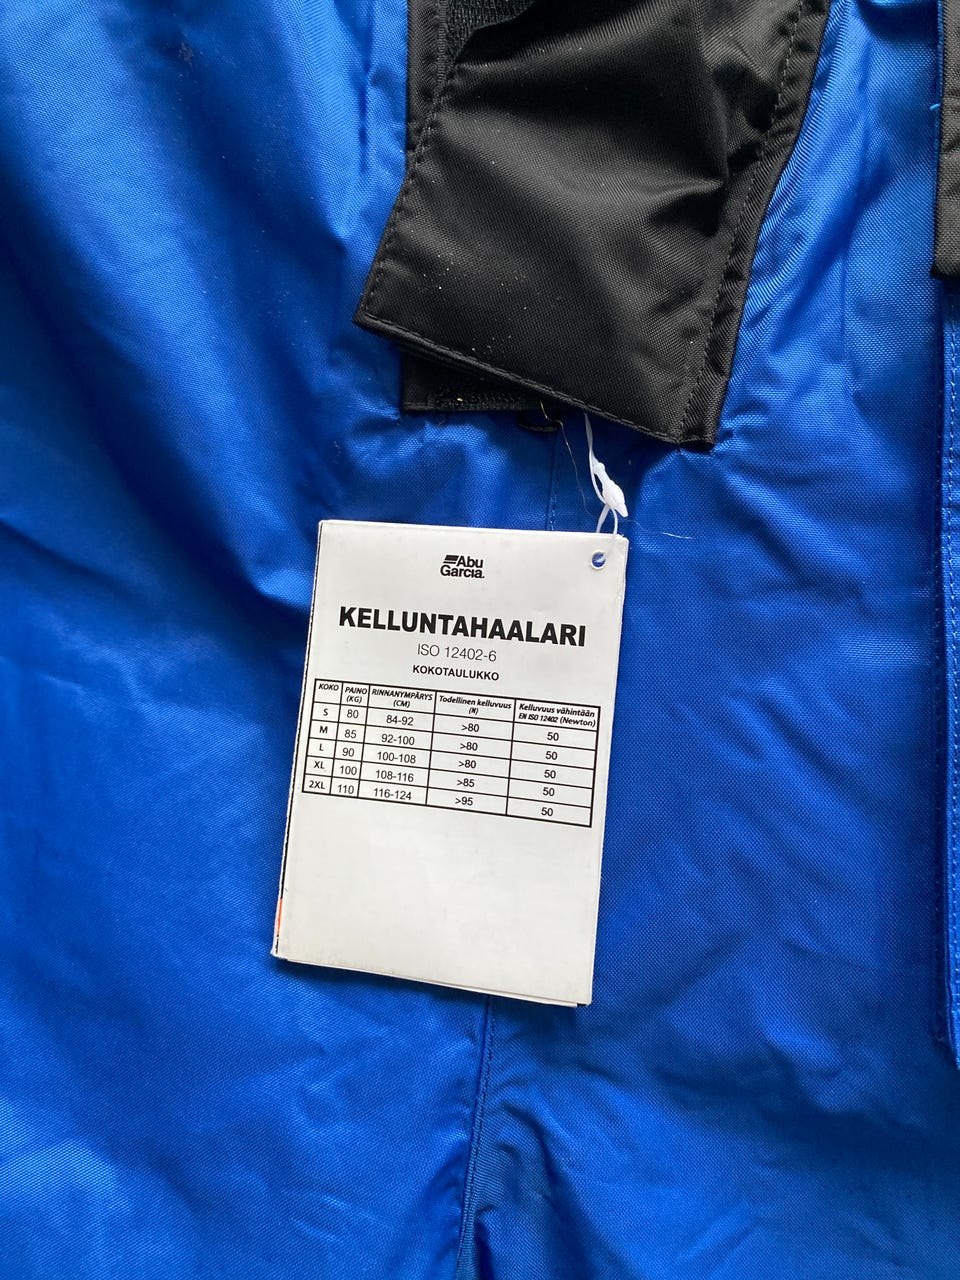 Abu
Garcia.
KELLUNTAHAALARI
ISO 12402-6
KOKOTAULUKKO
KOKO PAINO (KG) RINNANYMPÄRYS (CM) Todellinen kelluvuus (N) Kelluvuus vähintään EN ISO 12402 (Newton)
S 80 84-92 >80 50
M 85 92-100 >80 50
L 90 100-108 >80 50
XL 100 108-116 >85 50
2XL 110 116-124 >95 50